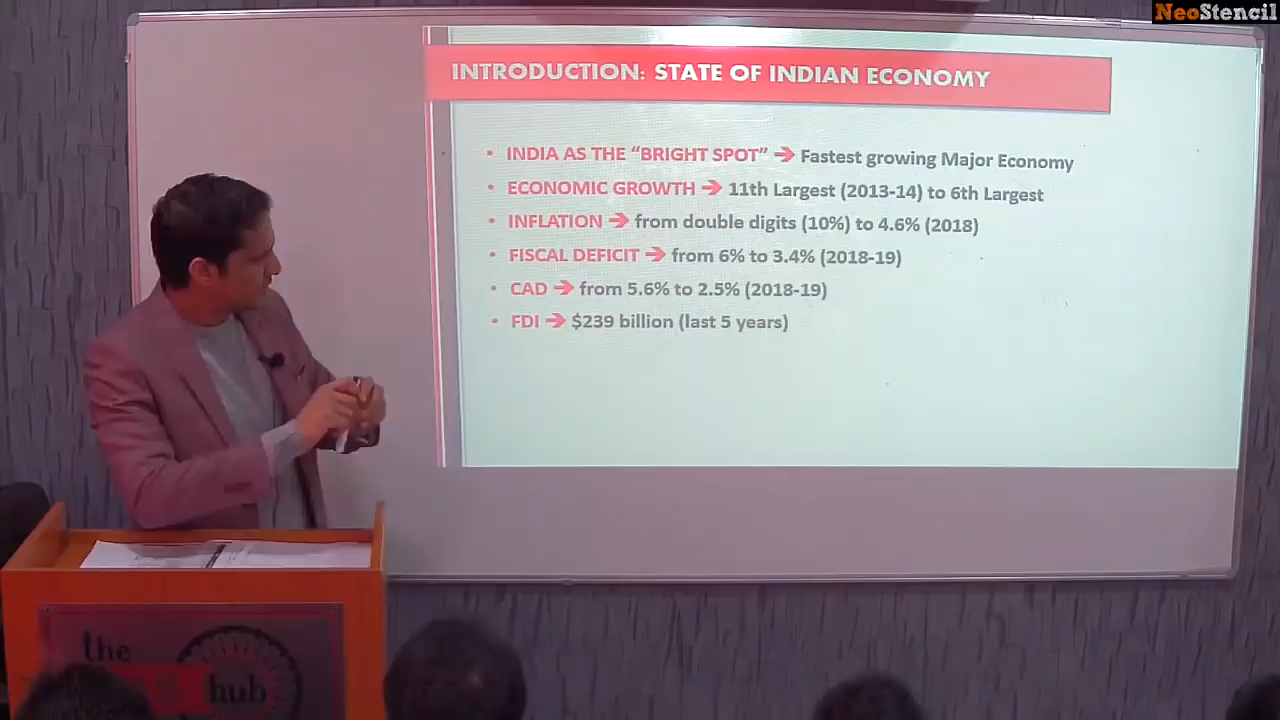 NeoStencil
INTRODUCTION: STATE OF INDIAN ECONOMY
• INDIA AS THE “BRIGHT SPOT” → Fastest growing Major Economy
• ECONOMIC GROWTH → 11th Largest (2013-14) to 6th Largest
• INFLATION → from double digits (10%) to 4.6% (2018)
• FISCAL DEFICIT → from 6% to 3.4% (2018-19)
• CAD → from 5.6% to 2.5% (2018-19)
• FDI → $239 billion (last 5 years)
the
hub